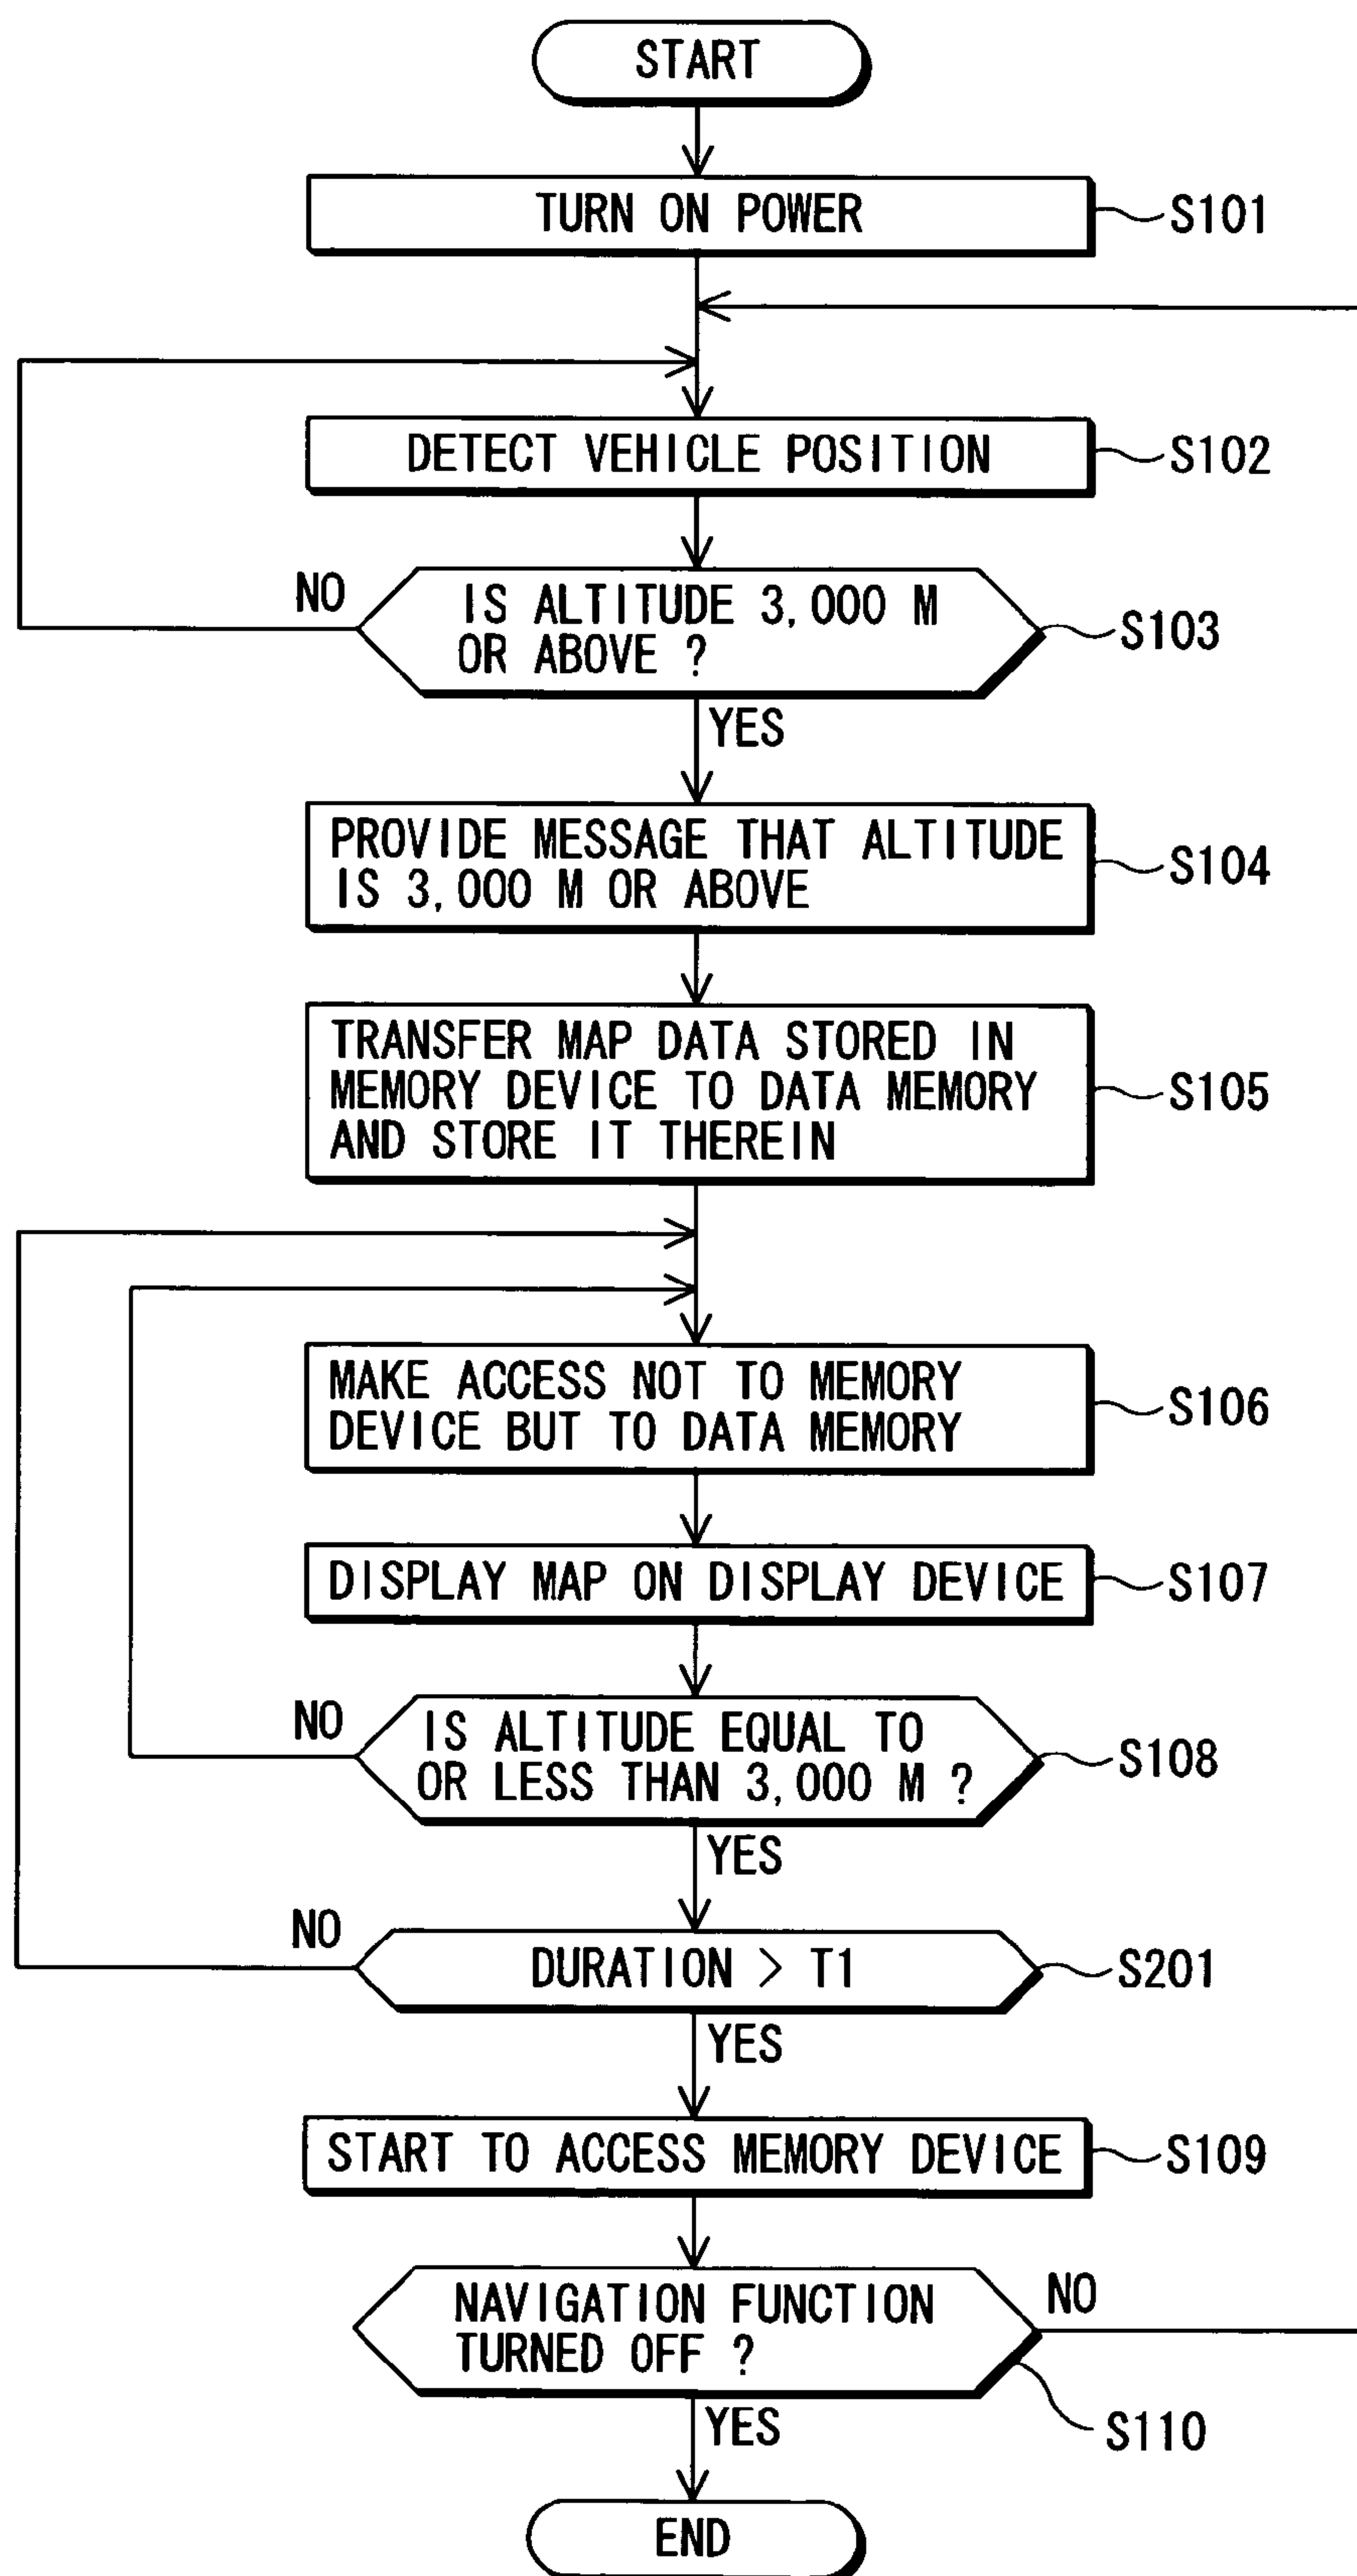 START
TURN ON POWER
S101
DETECT VEHICLE POSITION
S102
NO
IS ALTITUDE 3,000 M
OR ABOVE ?
S103
YES
PROVIDE MESSAGE THAT ALTITUDE
IS 3,000 M OR ABOVE
S104
TRANSFER MAP DATA STORED IN
MEMORY DEVICE TO DATA MEMORY
AND STORE IT THEREIN
S105
MAKE ACCESS NOT TO MEMORY
DEVICE BUT TO DATA MEMORY
S106
DISPLAY MAP ON DISPLAY DEVICE
S107
NO
IS ALTITUDE EQUAL TO
OR LESS THAN 3,000 M ?
S108
YES
NO
DURATION > T1
S201
YES
START TO ACCESS MEMORY DEVICE
S109
NAVIGATION FUNCTION
TURNED OFF ?
NO
S110
YES
END